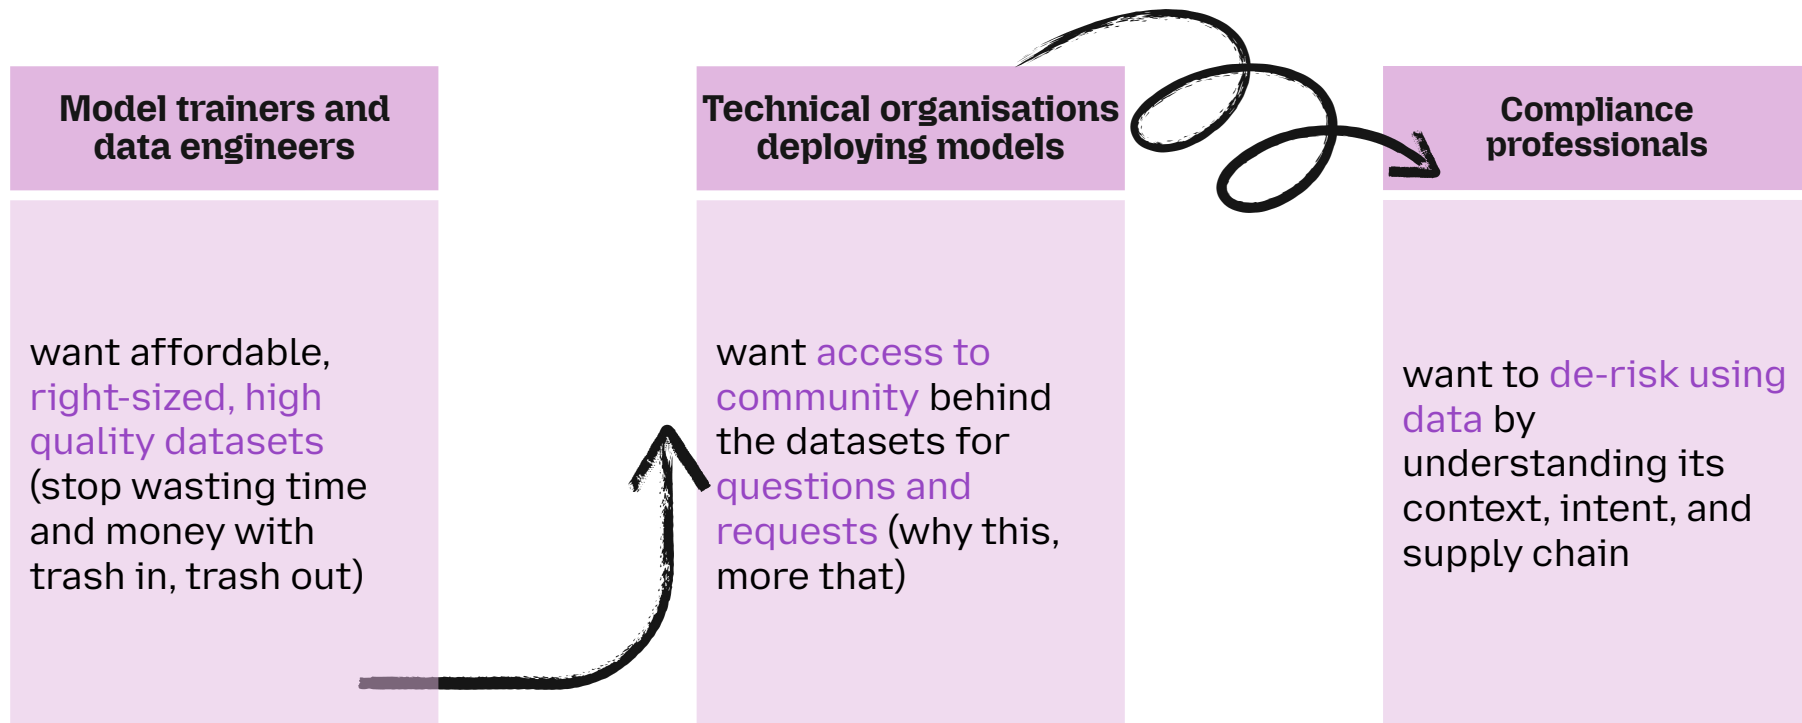 Model trainers and
data engineers
want affordable,
right-sized, high
quality datasets
(stop wasting time
and money with
trash in, trash out)
Technical organisations
deploying models
want access to
community behind
the datasets for
questions and
requests (why this,
more that)
Compliance
professionals
want to de-risk using
data by
understanding its
context, intent, and
supply chain